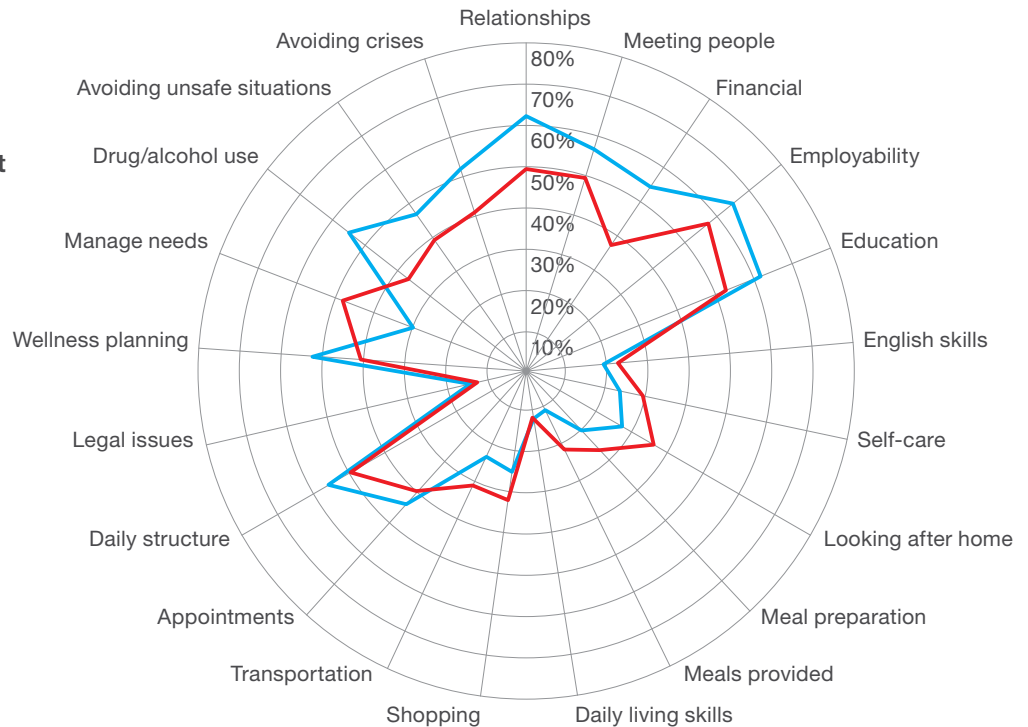 Relationships
Avoiding crises
Meeting people
80%
Avoiding unsafe situations
Financial
70%
60%
Drug/alcohol use
Employability
t
50%
40%
Manage needs
Education
30%
20%
Wellness planning
English skills
10%
Legal issues
Self-care
Daily structure
Looking after home
Appointments
Meal preparation
Transportation
Meals provided
Shopping
Daily living skills